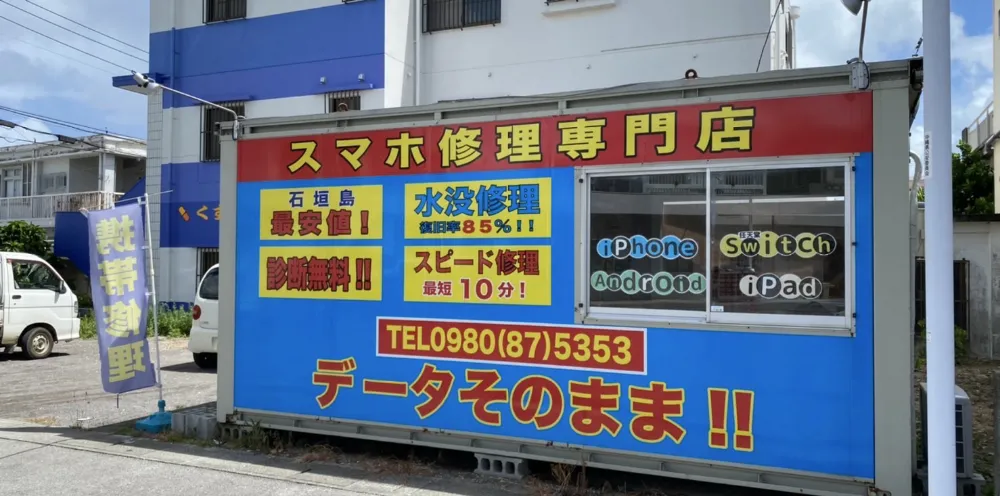 スマホ修理専門店
石垣島
最安値！
水没修理
復旧率85％！！
診断無料！！
スピード修理
最短10分！
iPhone
Android
任天堂
Switch
iPad
TEL0980(87)5353
データそのまま！！
携帯修理
くす